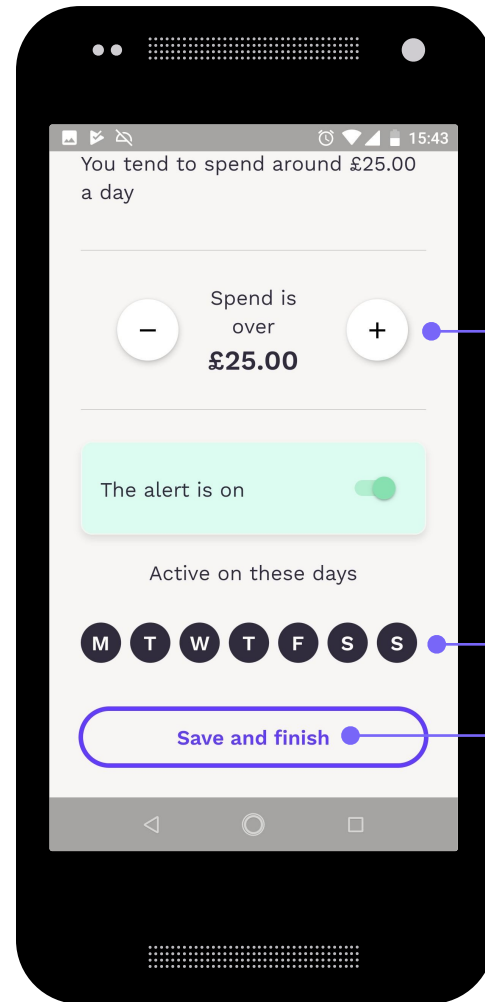 15:43
You tend to spend around £25.00
a day
Spend is
over
£25.00
−
+
The alert is on
Active on these days
M T W T F S S
Save and finish